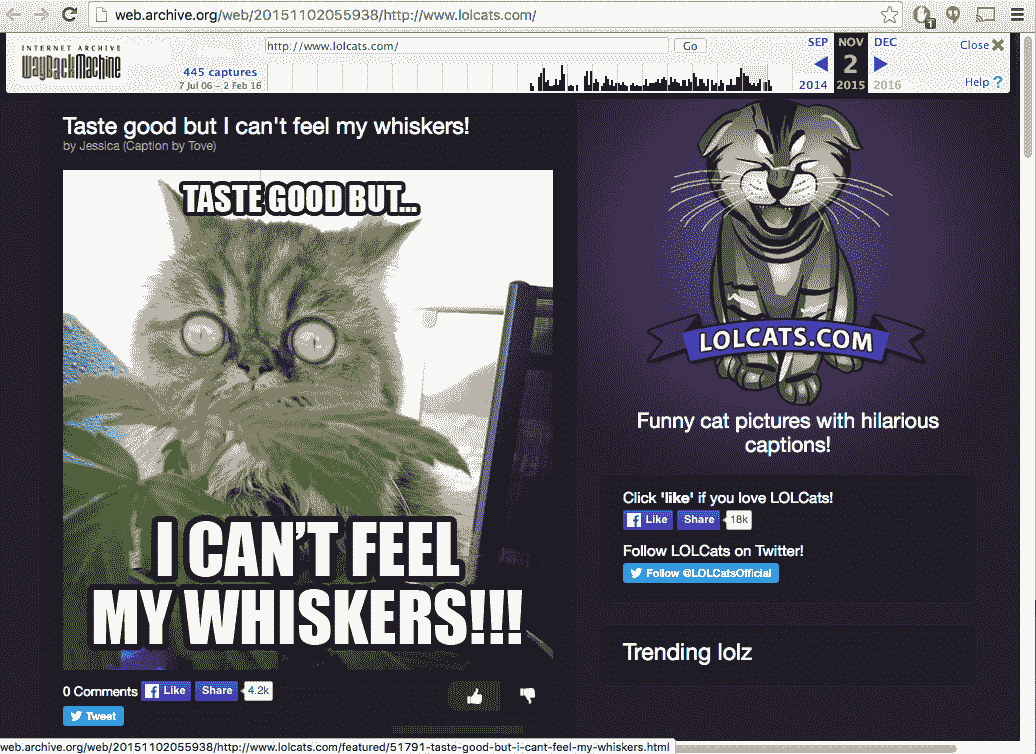 web.archive.org/web/20151102055938/http://www.lolcats.com/
1
INTERNET ARCHIVE
WayBackMachine
http://www.lolcats.com/
Go
445 captures
7 Jul 06 – 2 Feb 16
SEP
NOV
DEC
2
2014
2015
2016
Close
Help ?
Taste good but I can't feel my whiskers!
by Jessica (Caption by Tove)
TASTE GOOD BUT...
I CAN'T FEEL
MY WHISKERS!!!
0 Comments
Like
Share
4.2k
Tweet
LOLCATS.COM
Funny cat pictures with hilarious
captions!
Click 'like' if you love LOLCats!
Like
Share
18k
Follow LOLCats on Twitter!
Follow @LOLCatsOfficial
Trending lolz
web.archive.org/web/20151102055938/http://www.lolcats.com/featured/51791-taste-good-but-i-cant-feel-my-whiskers.html